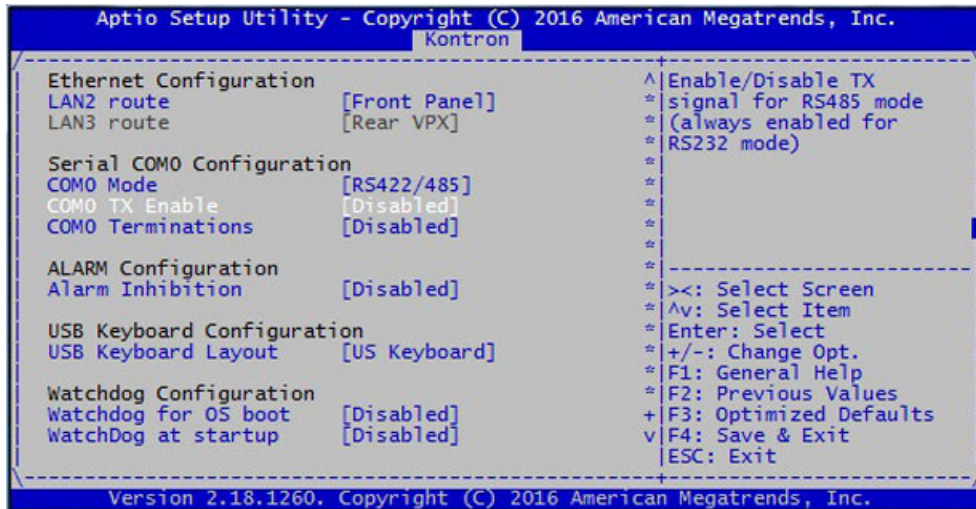 Aptio Setup Utility - Copyright (C) 2016 American Megatrends, Inc.
Kontron
Ethernet Configuration
LAN2 route [Front Panel]
LAN3 route [Rear VPX]
Serial COM0 Configuration
COM0 Mode [RS422/485]
COM0 TX Enable [Disabled]
COM0 Terminations [Disabled]
ALARM Configuration
Alarm Inhibition [Disabled]
USB Keyboard Configuration
USB Keyboard Layout [US Keyboard]
Watchdog Configuration
Watchdog for OS boot [Disabled]
WatchDog at startup [Disabled]
Enable/Disable TX
signal for RS485 mode
(always enabled for
RS232 mode)
><: Select Screen
^v: Select Item
Enter: Select
+/-: Change Opt.
F1: General Help
F2: Previous Values
F3: Optimized Defaults
F4: Save & Exit
ESC: Exit
Version 2.18.1260. Copyright (C) 2016 American Megatrends, Inc.